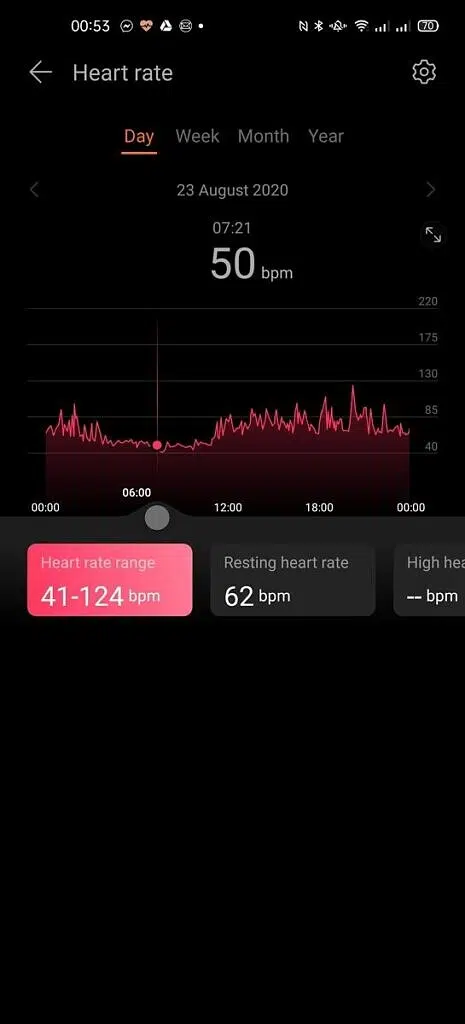 00:53 70
Heart rate
Day Week Month Year
23 August 2020
07:21
50 bpm
220
175
130
85
40
06:00
00:00 12:00 18:00 00:00
Heart rate range Resting heart rate High hea
41-124 bpm 62 bpm -- bpm